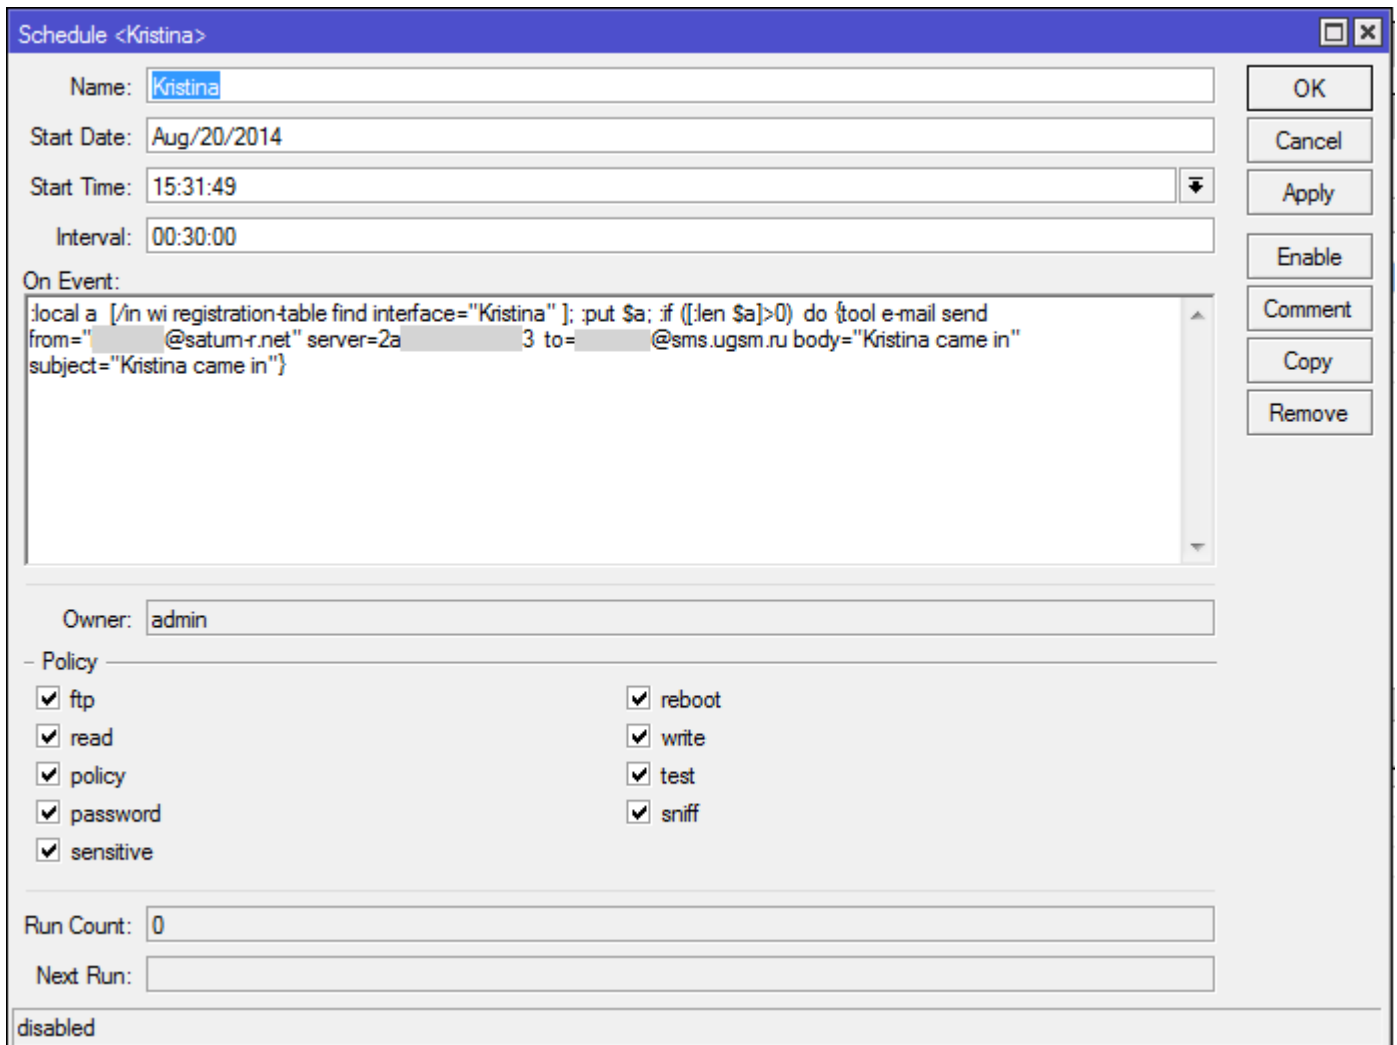 Schedule <Kristina>
Name: Kristina
OK
Start Date: Aug/20/2014
Cancel
Start Time: 15:31:49
Apply
Interval: 00:30:00
Enable
On Event:
:local a  [/in wi registration-table find interface="Kristina" ]; :put $a; :if ([:len $a]>0)  do {tool e-mail send
Comment
from=" @saturn-r.net" server=2a 3  to= @sms.ugsm.ru body="Kristina came in"
subject="Kristina came in"}
Copy
Remove
Owner: admin
Policy
ftp reboot
read write
policy test
password sniff
sensitive
Run Count: 0
Next Run:
disabled